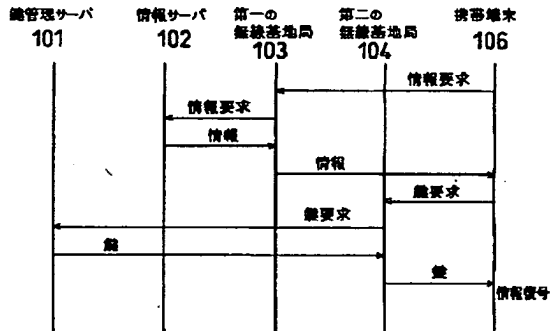 鍵管理サーバ
101
情報サーバ
102
第一の
無線基地局
103
第二の
無線基地局
104
携帯端末
106
情報要求
情報要求
情報
情報
鍵要求
鍵要求
鍵
鍵
情報復号